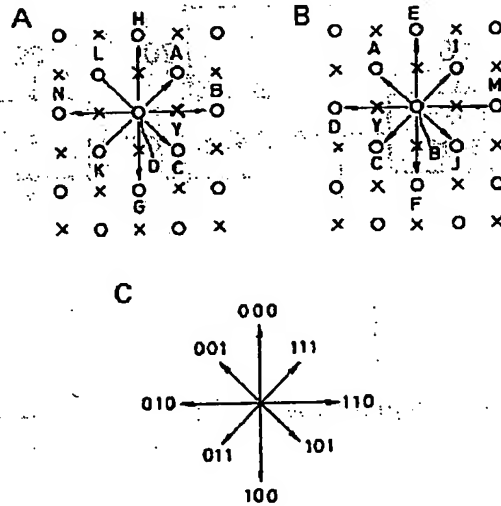 A
H
L A
N B
Y
K D C
G
B
E
A I
D M
Y
C B J
F
C
000
001 111
010 110
011 101
100